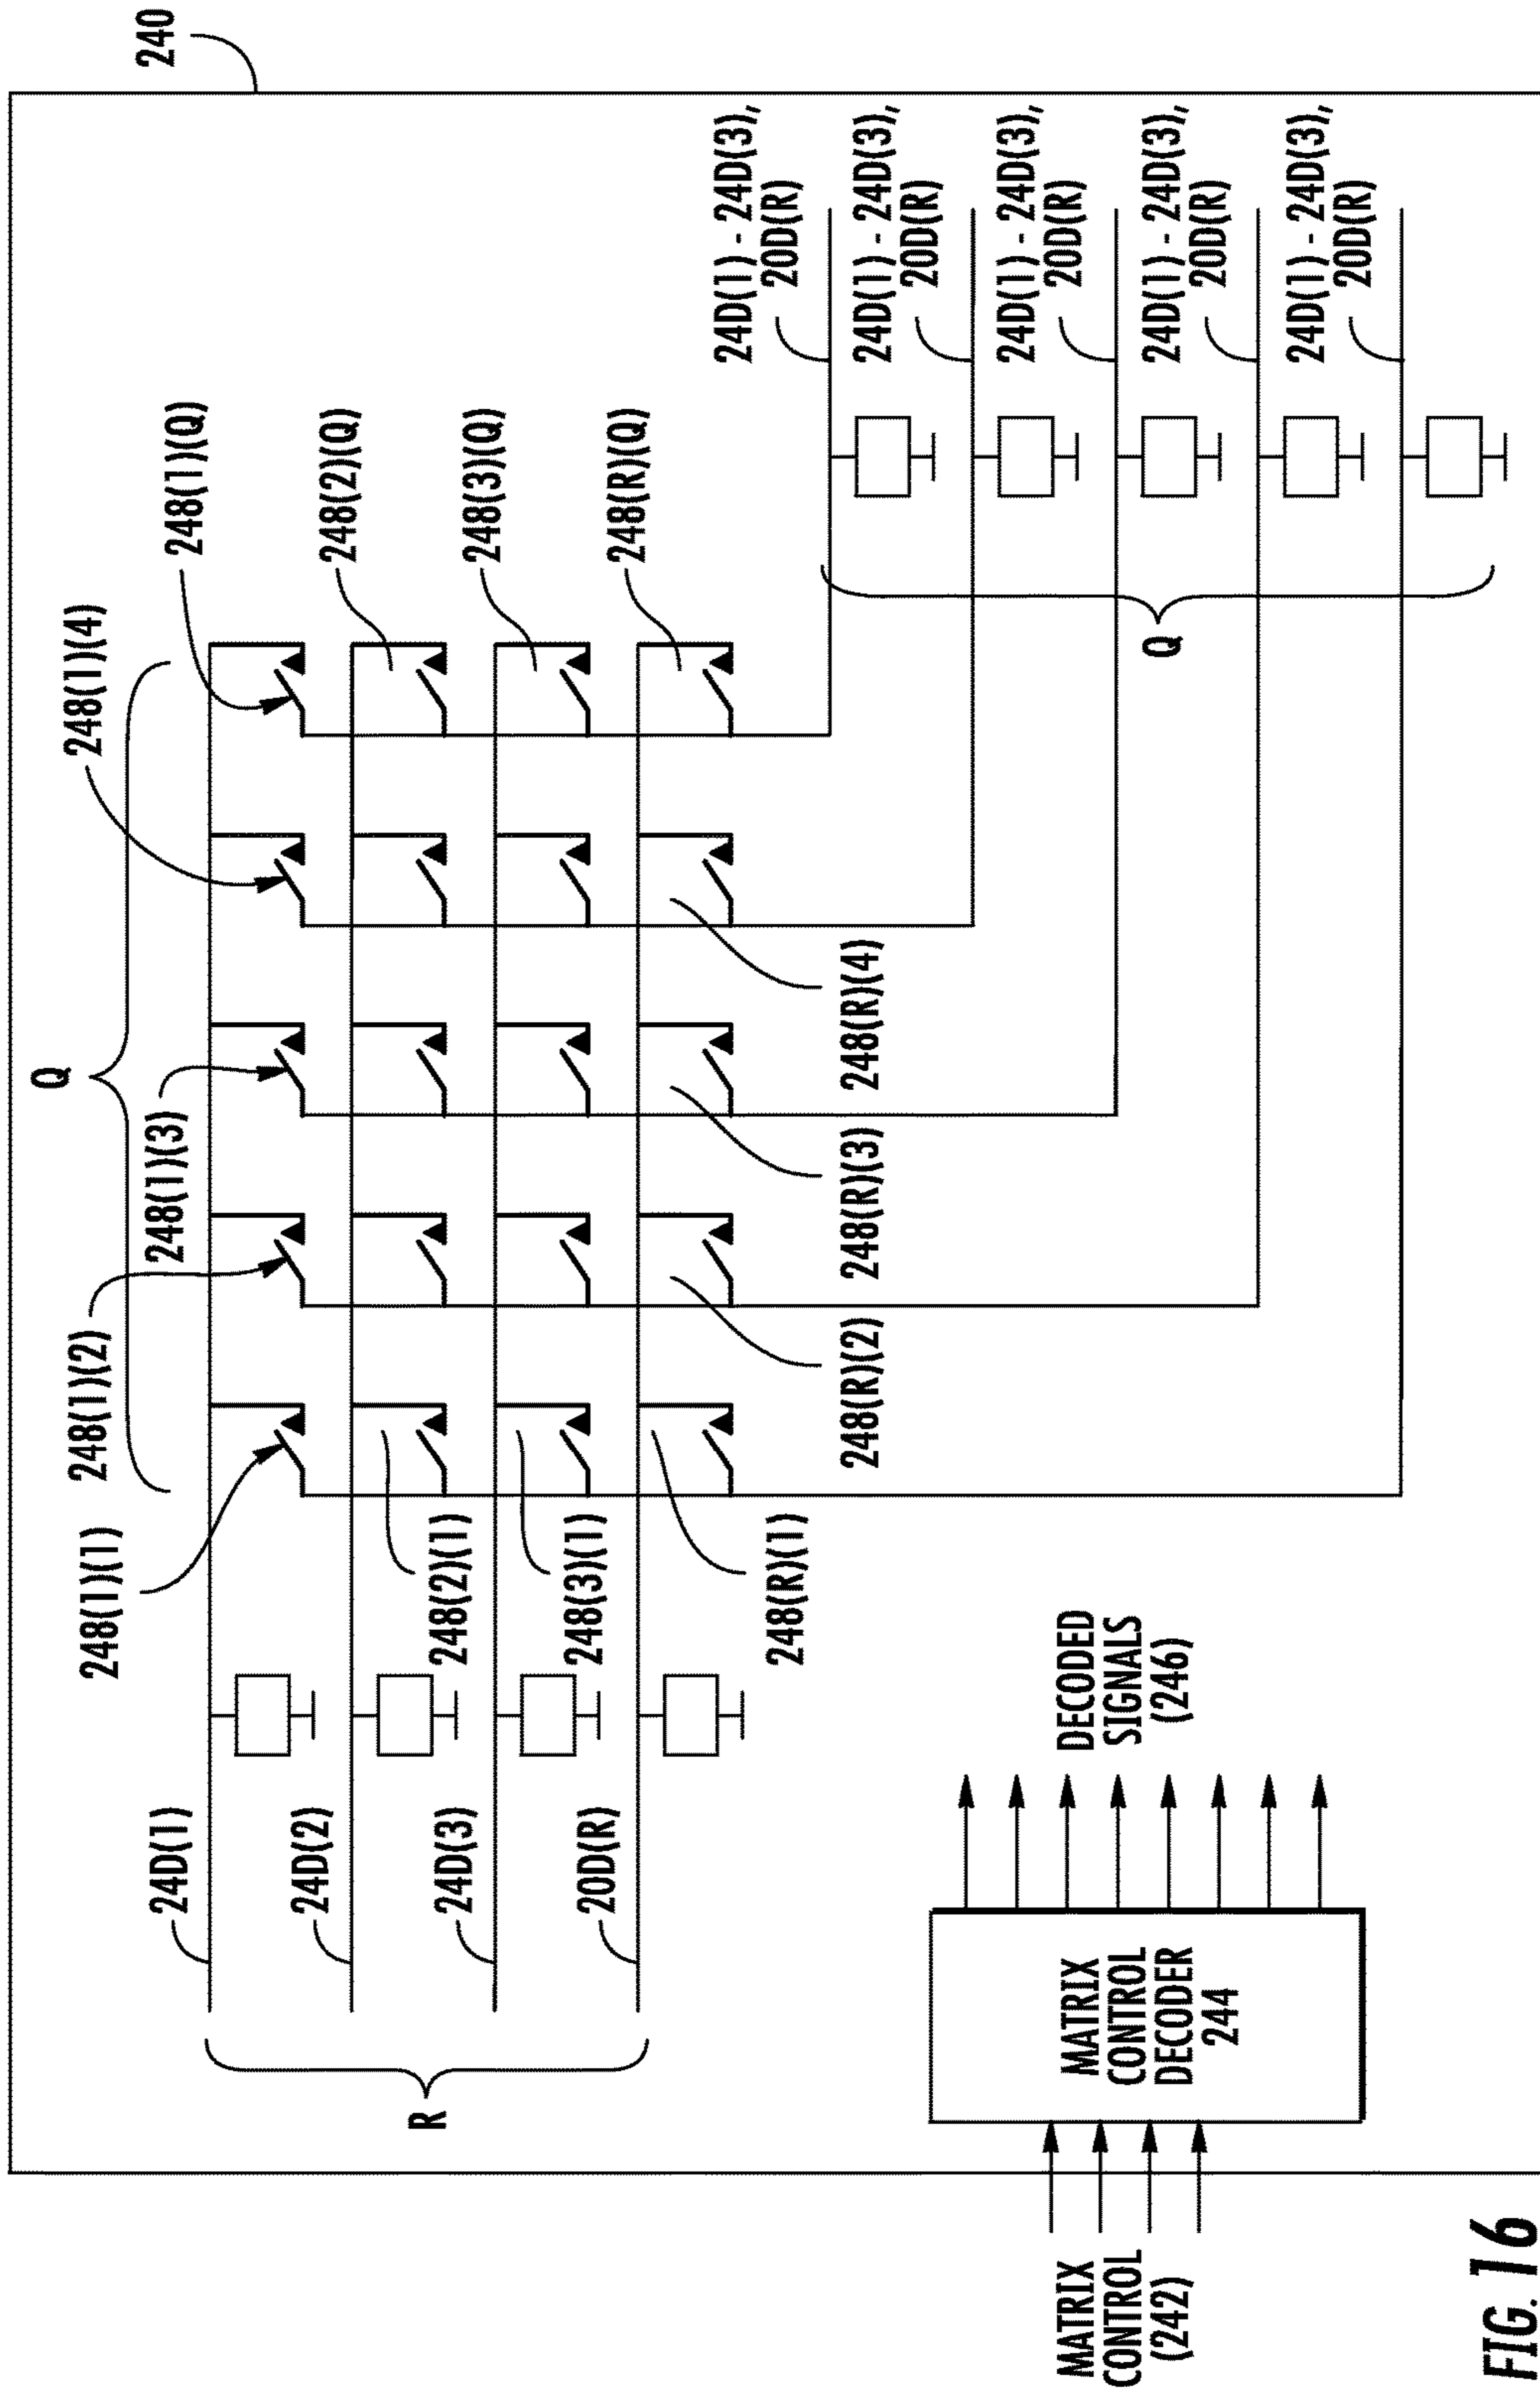 240
Q
248(1)(1)
248(1)(2)
248(1)(3)
248(1)(4)
248(1)(Q)
24D(1)
24D(2)
248(2)(1)
248(2)(Q)
24D(3)
248(3)(1)
248(3)(Q)
20D(R)
248(R)(1)
248(R)(2)
248(R)(3)
248(R)(4)
248(R)(Q)
R
24D(1) - 24D(3),
20D(R)
24D(1) - 24D(3),
20D(R)
24D(1) - 24D(3),
20D(R)
24D(1) - 24D(3),
20D(R)
24D(1) - 24D(3),
20D(R)
Q
MATRIX
CONTROL
(242)
MATRIX
CONTROL
DECODER
244
DECODED
SIGNALS
(246)
FIG. 16